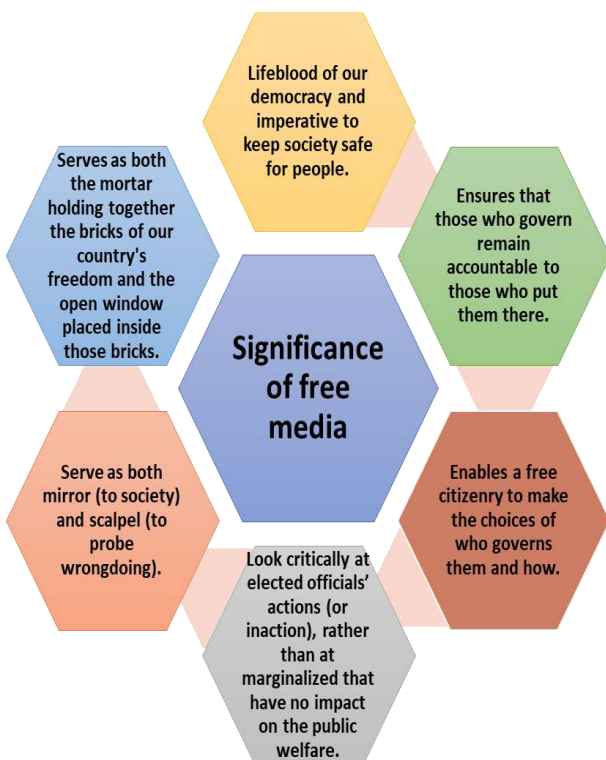 Lifeblood of our
democracy and
imperative to
keep society safe
for people.
Ensures that
those who govern
remain
accountable to
those who put
them there.
Enables a free
citizenry to make
the choices of
who governs
them and how.
Look critically at
elected officials’
actions (or
inaction), rather
than at
marginalized that
have no impact
on the public
welfare.
Serve as both
mirror (to society)
and scalpel (to
probe
wrongdoing).
Serves as both
the mortar
holding together
the bricks of our
country's
freedom and the
open window
placed inside
those bricks.
Significance
of free
media